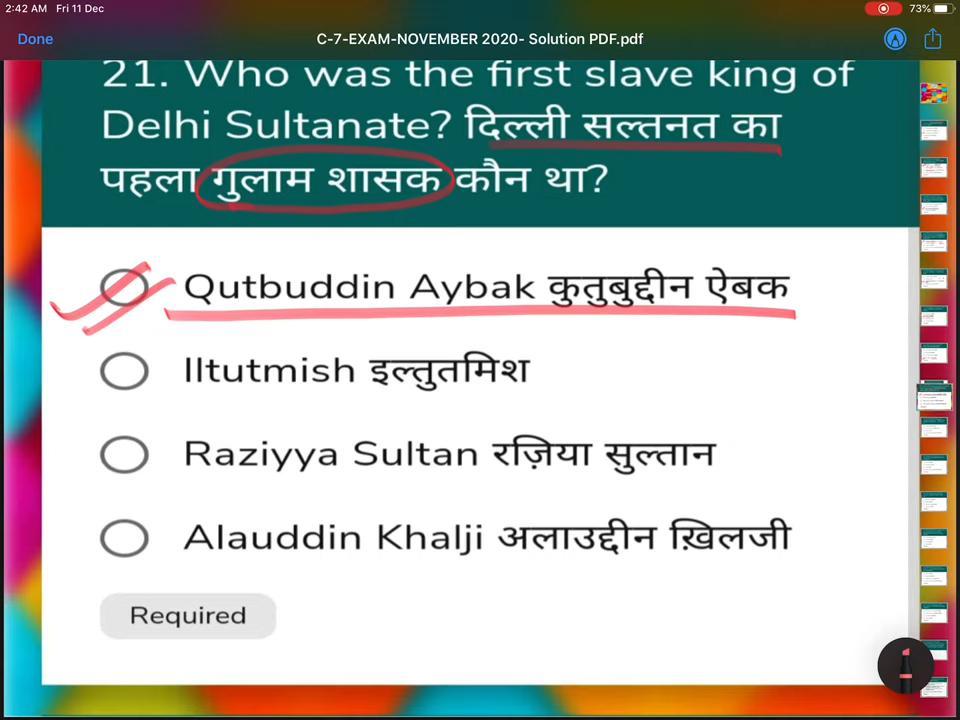 2:42 AM Fri 11 Dec
73%
Done
C-7-EXAM-NOVEMBER 2020- Solution PDF.pdf
21. Who was the first slave king of
Delhi Sultanate? दिल्ली सल्तनत का
पहला गुलाम शासक कौन था?
Qutbuddin Aybak कुतुबुद्दीन ऐबक
Iltutmish इल्तुतमिश
Raziyya Sultan रज़िया सुल्तान
Alauddin Khalji अलाउद्दीन ख़िलजी
Required